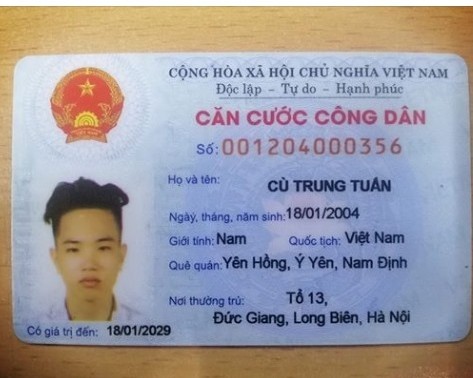 CỘNG HÒA XÃ HỘI CHỦ NGHĨA VIỆT NAM
Độc lập - Tự do - Hạnh phúc
CĂN CƯỚC CÔNG DÂN
Số: 001204000356
Họ và tên: CÙ TRUNG TUẤN
Ngày, tháng, năm sinh: 18/01/2004
Giới tính: Nam Quốc tịch: Việt Nam
Quê quán: Yên Hồng, Ý Yên, Nam Định
Nơi thường trú: Tổ 13,
Đức Giang, Long Biên, Hà Nội
Có giá trị đến: 18/01/2029